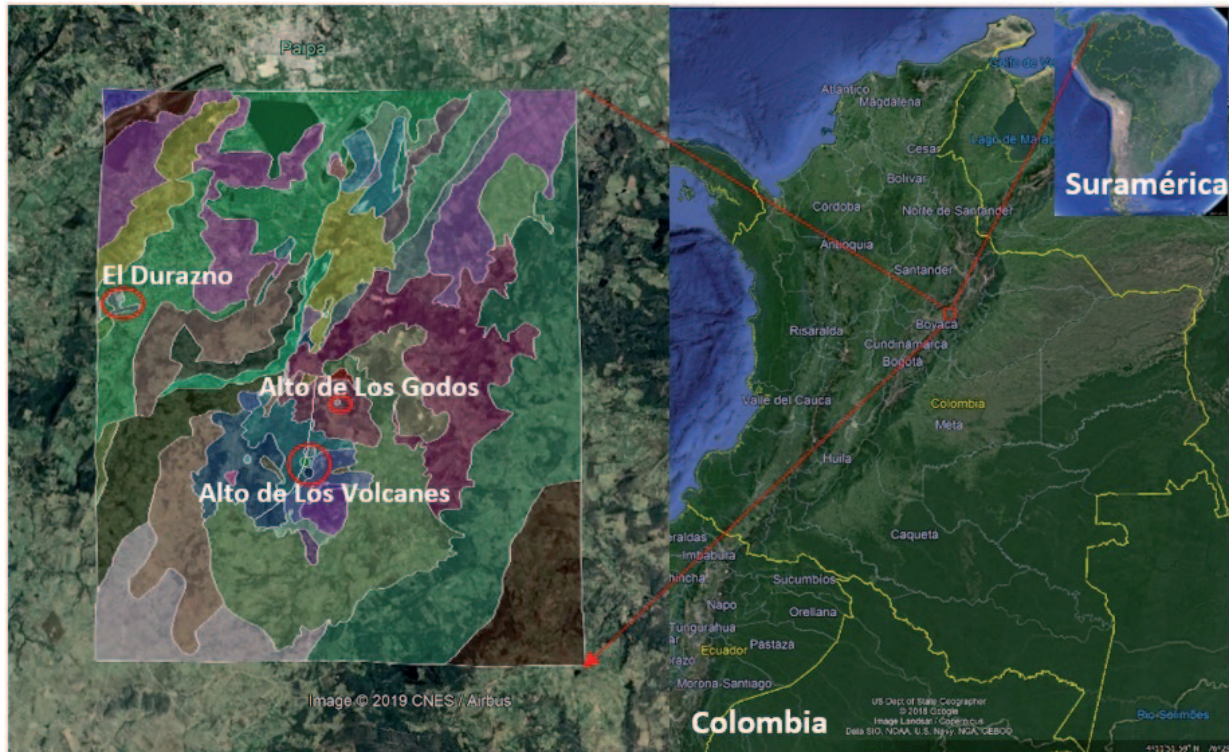 Paipa
El Durazno
Alto de Los Godos
Alto de Los Volcanes
Image © 2019 CNES / Airbus
Atlántico
Magdalena
Cesar
Bolívar
Córdoba
Norte de Santander
Antioquia
Santander
Risaralda
Boyacá
Cundinamarca
Bogotá
Valle del Cauca
Colombia
Meta
Huila
Caquetá
Imbabura
Sucumbíos
Napo
Orellana
Tungurahua
Pastaza
Ecuador
Morona-Santiago
Colombia
US Dept of State Geographer
© 2018 Google
Image Landsat / Copernicus
Data SIO, NOAA, U.S. Navy, NGA, GEBCO
Rio Solimões
Suramérica